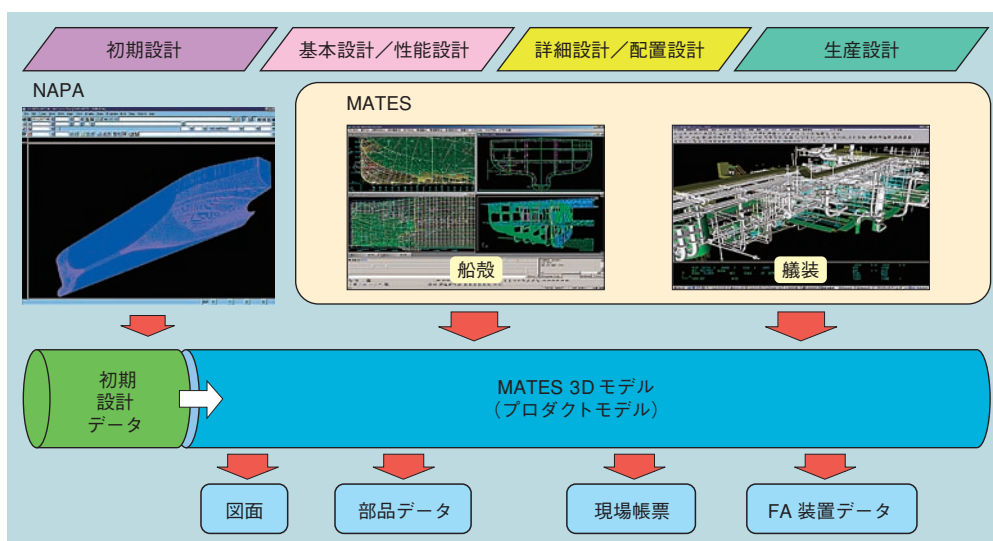 初期設計
基本設計／性能設計
詳細設計／配置設計
生産設計
NAPA
MATES
船殻
艤装
初期
設計
データ
MATES 3Dモデル
（プロダクトモデル）
図面
部品データ
現場帳票
FA 装置データ